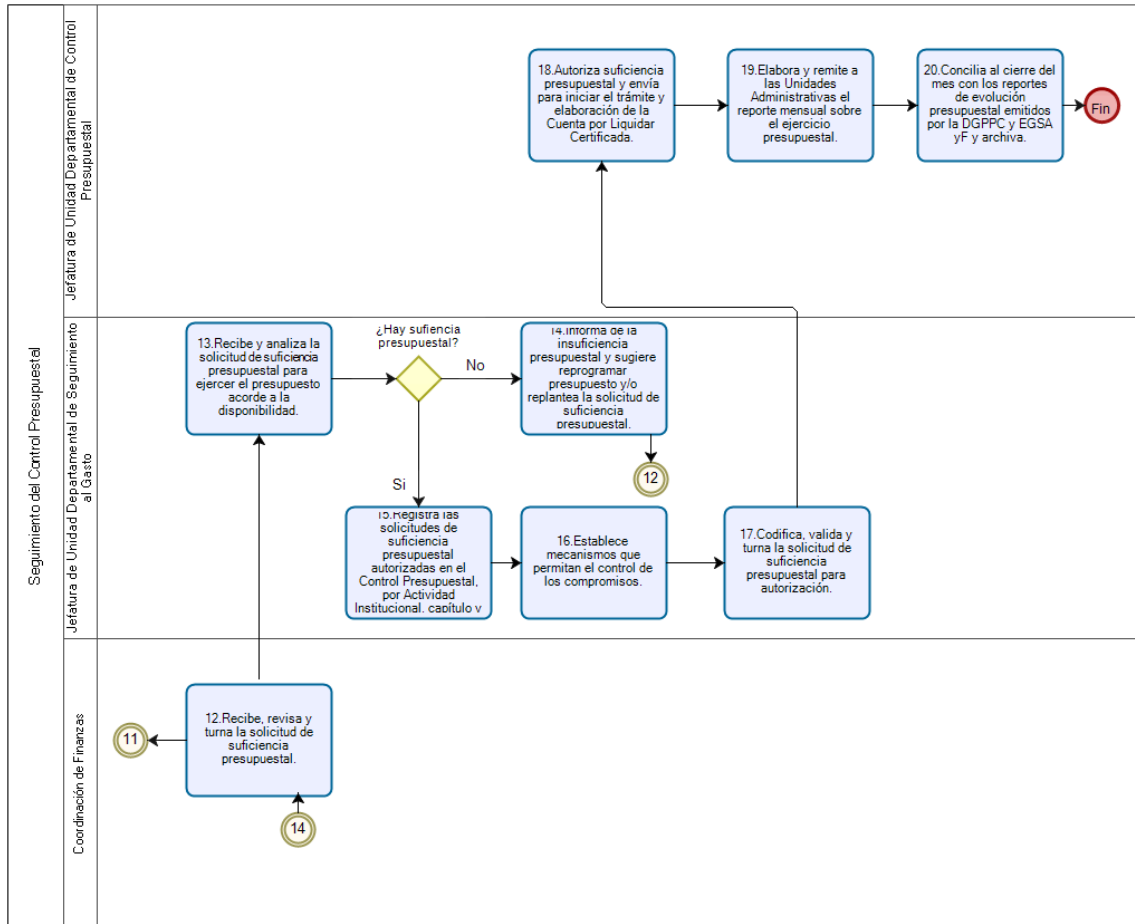 Seguimiento del Control Presupuestal
Jefatura de Unidad Departamental de Control
Presupuestal
18.Autoriza suficiencia
presupuestal y envía
para iniciar el trámite y
elaboración de la
Cuenta por Liquidar
Certificada.
19.Elabora y remite a
las Unidades
Administrativas el
reporte mensual sobre
el ejercicio
presupuestal.
20.Concilia al cierre del
mes con los reportes
de evolución
presupuestal emitidos
por la DGPPC y EGSA
yF y archiva.
Fin
Jefatura de Unidad Departamental de Seguimiento
al Gasto
13.Recibe y analiza la
solicitud de suficiencia
presupuestal para
ejercer el presupuesto
acorde a la
disponibilidad.
¿Hay sufiencia
presupuestal?
No
Si
14.Informa de la
insuficiencia
presupuestal y sugiere
reprogramar
presupuesto y/o
replantea la solicitud de
suficiencia
presupuestal.
12
15.Registra las
solicitudes de
suficiencia
presupuestal
autorizadas en el
Control Presupuestal,
por Actividad
Institucional, capítulo y
16.Establece
mecanismos que
permitan el control de
los compromisos.
17.Codifica, valida y
turna la solicitud de
suficiencia
presupuestal para
autorización.
Coordinación de Finanzas
11
12.Recibe, revisa y
turna la solicitud de
suficiencia
presupuestal.
14